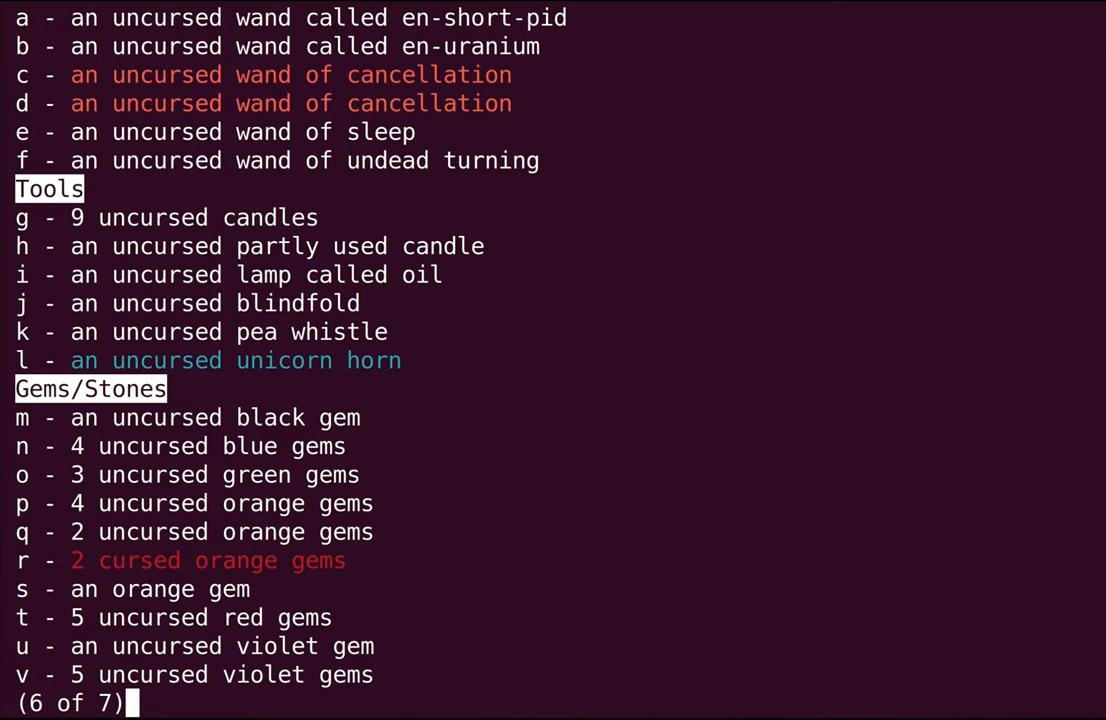 a - an uncursed wand called en-short-pid
b - an uncursed wand called en-uranium
c - an uncursed wand of cancellation
d - an uncursed wand of cancellation
e - an uncursed wand of sleep
f - an uncursed wand of undead turning
Tools
g - 9 uncursed candles
h - an uncursed partly used candle
i - an uncursed lamp called oil
j - an uncursed blindfold
k - an uncursed pea whistle
l - an uncursed unicorn horn
Gems/Stones
m - an uncursed black gem
n - 4 uncursed blue gems
o - 3 uncursed green gems
p - 4 uncursed orange gems
q - 2 uncursed orange gems
r - 2 cursed orange gems
s - an orange gem
t - 5 uncursed red gems
u - an uncursed violet gem
v - 5 uncursed violet gems
(6 of 7)